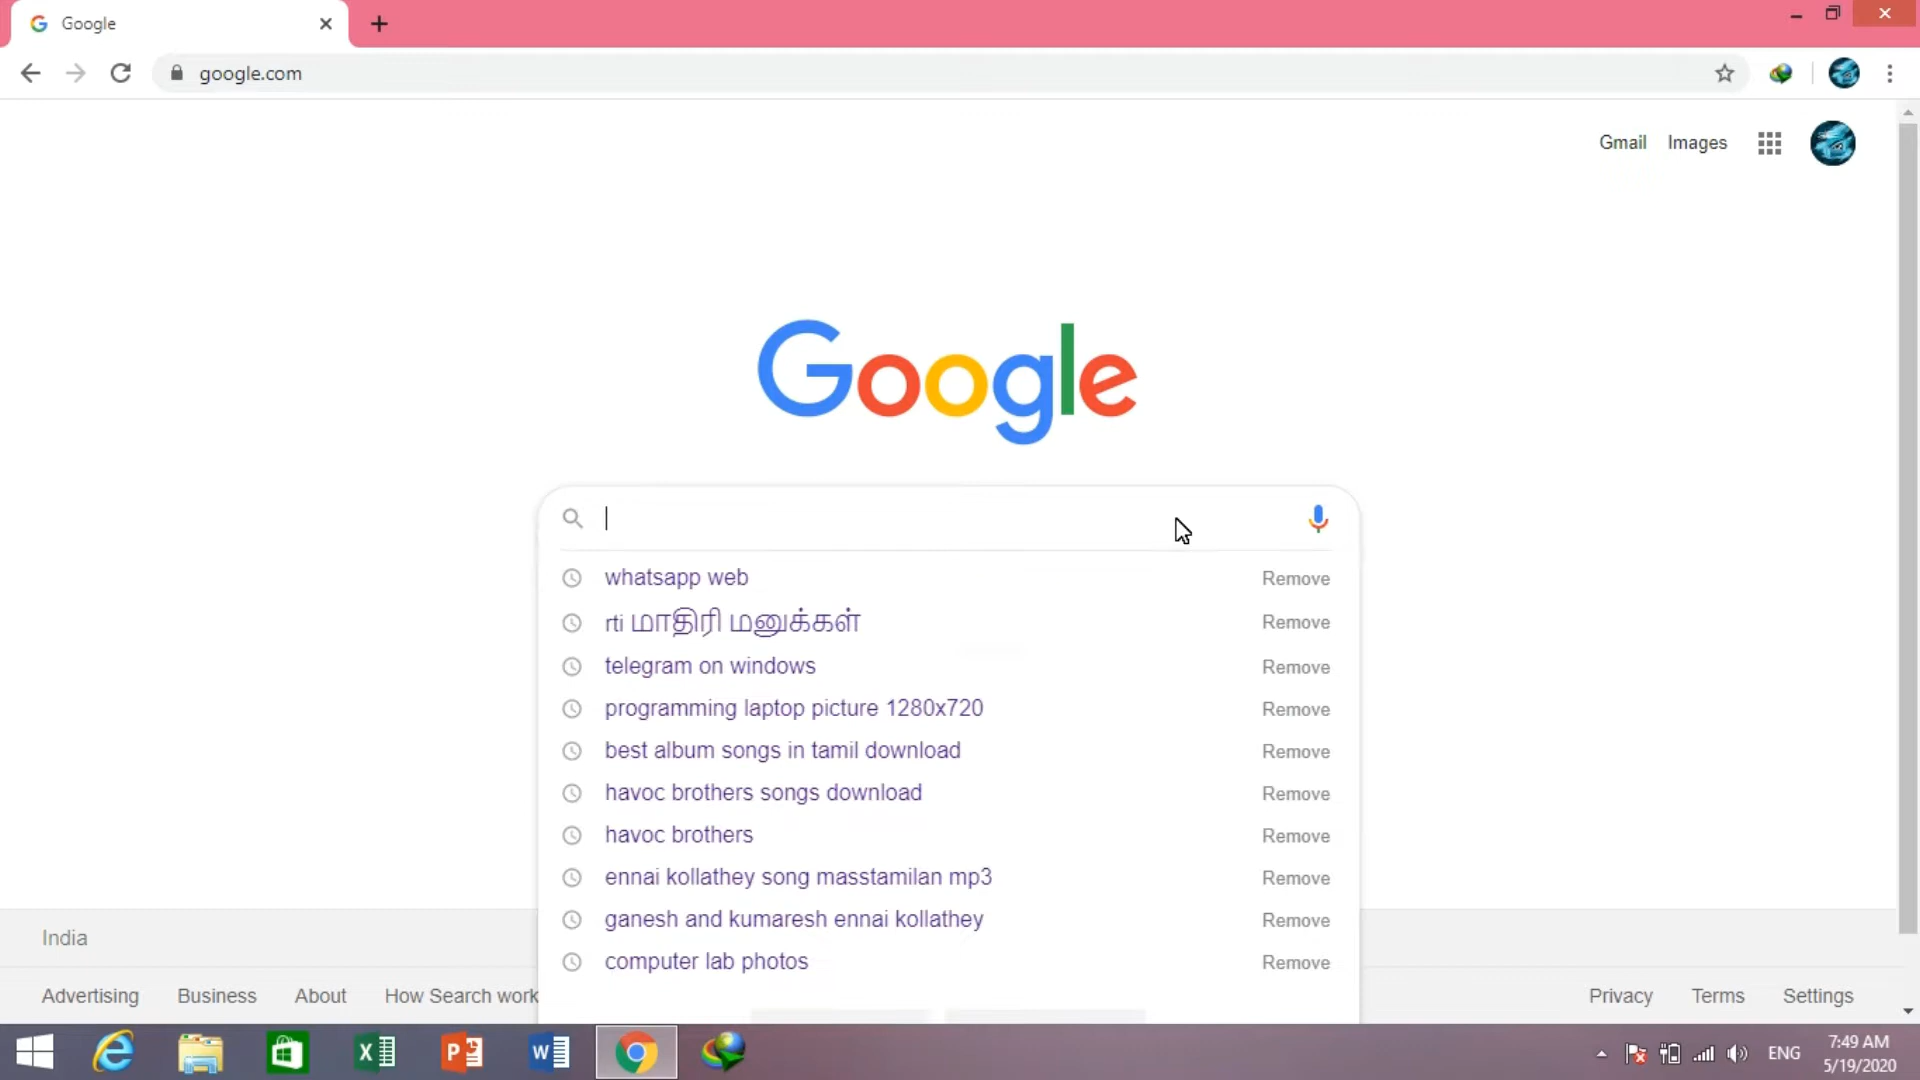 Google
google.com
Gmail Images
Google
whatsapp web Remove
rti மாதிரி மனுக்கள் Remove
telegram on windows Remove
programming laptop picture 1280x720 Remove
best album songs in tamil download Remove
havoc brothers songs download Remove
havoc brothers Remove
ennai kollathey song masstamilan mp3 Remove
ganesh and kumaresh ennai kollathey Remove
computer lab photos Remove
India
Advertising Business About How Search work Privacy Terms Settings
ENG 7:49 AM
5/19/2020